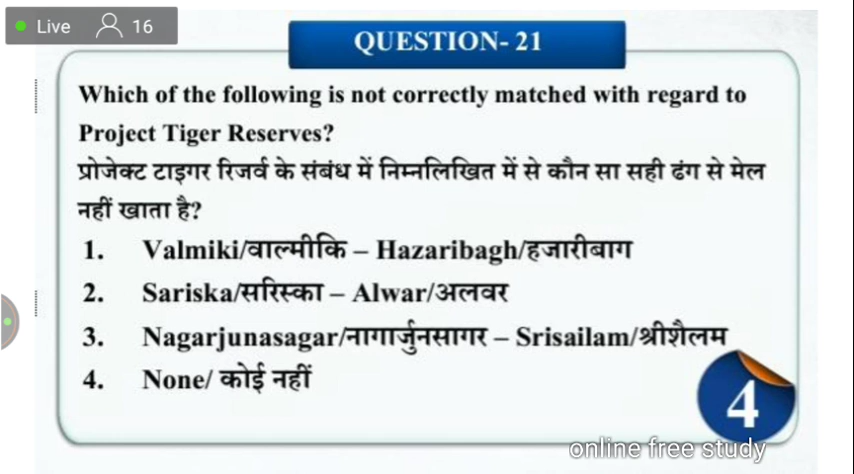 Live 16
QUESTION- 21
Which of the following is not correctly matched with regard to
Project Tiger Reserves?
प्रोजेक्ट टाइगर रिजर्व के संबंध में निम्नलिखित में से कौन सा सही ढंग से मेल
नहीं खाता है?
1. Valmiki/वाल्मीकि – Hazaribagh/हजारीबाग
2. Sariska/सरिस्का – Alwar/अलवर
3. Nagarjunasagar/नागार्जुनसागर – Srisailam/श्रीशैलम
4. None/ कोई नहीं
4
online free study